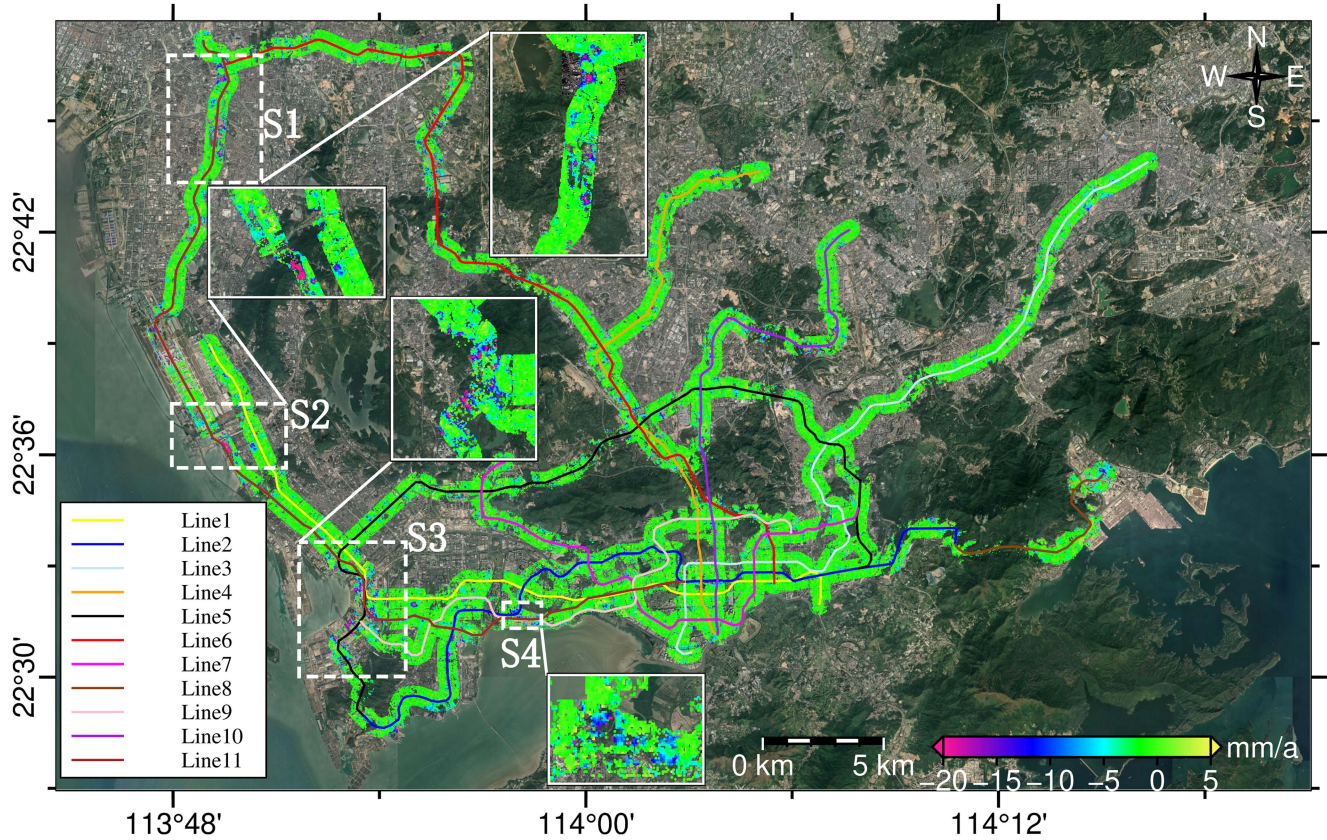 N
W E
S
S1
22°42'
S2
22°36'
S3
Line1
Line2
Line3
Line4
Line5
Line6
Line7
Line8
Line9
Line10
Line11
S4
22°30'
0 km 5 km
mm/a
−20 −15 −10 −5 0 5
113°48' 114°00' 114°12'